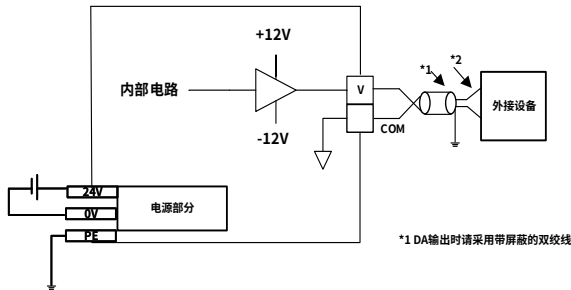 +12V
内部电路
-12V
V
COM
*1
*2
外接设备
24V
0V
PE
电源部分
*1 DA输出时请采用带屏蔽的双绞线